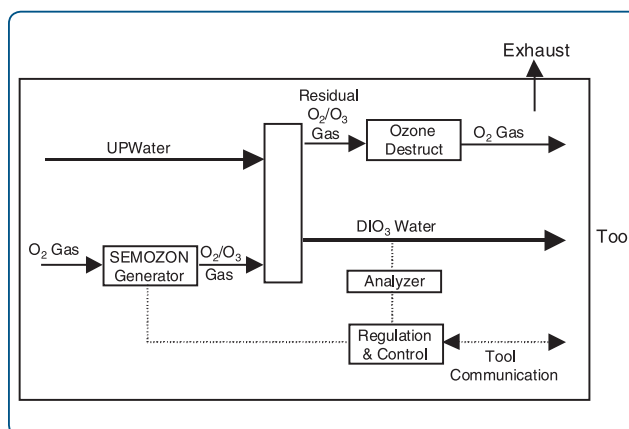 Exhaust
Residual
O₂/O₃
Gas
Ozone
Destruct
O₂ Gas
UPWater
DIO₃ Water
Tool
O₂ Gas
SEMOZON
Generator
O₂/O₃
Gas
Analyzer
Regulation
& Control
Tool
Communication